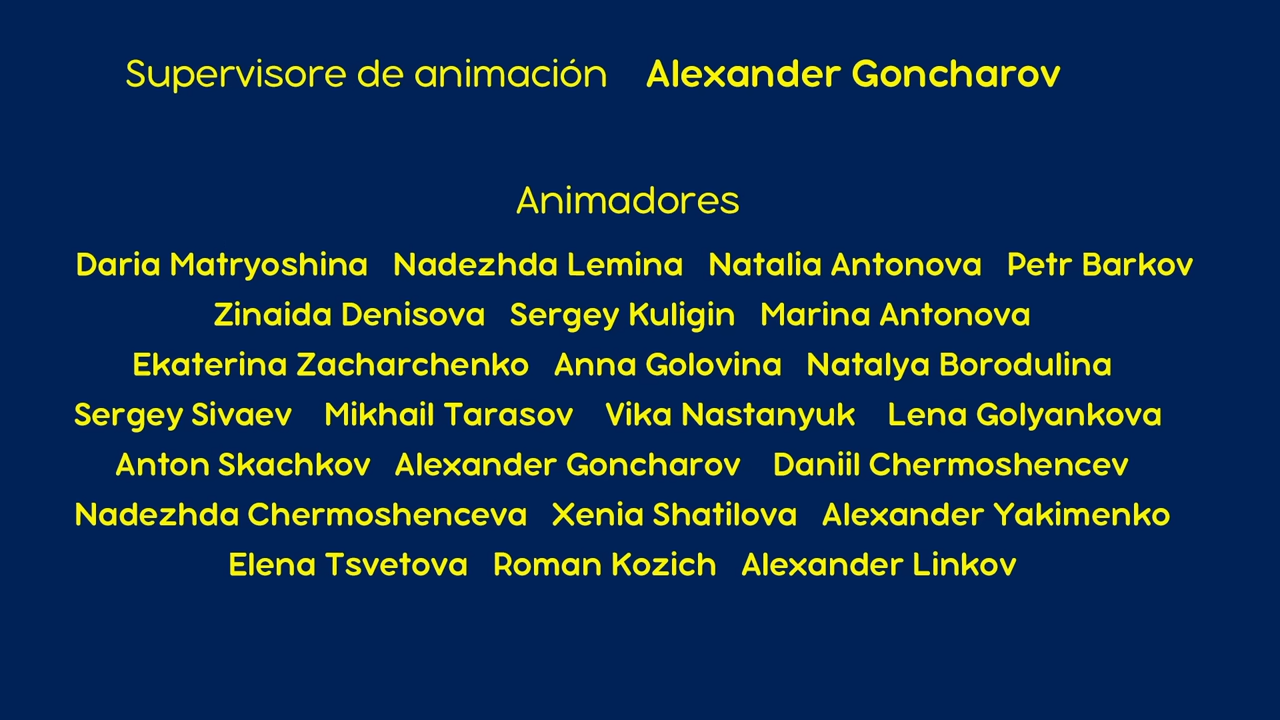 Supervisore de animación Alexander Goncharov
Animadores
Daria Matryoshina Nadezhda Lemina Natalia Antonova Petr Barkov
Zinaida Denisova Sergey Kuligin Marina Antonova
Ekaterina Zacharchenko Anna Golovina Natalya Borodulina
Sergey Sivaev Mikhail Tarasov Vika Nastanyuk Lena Golyankova
Anton Skachkov Alexander Goncharov Daniil Chermoshencev
Nadezhda Chermoshenceva Xenia Shatilova Alexander Yakimenko
Elena Tsvetova Roman Kozich Alexander Linkov